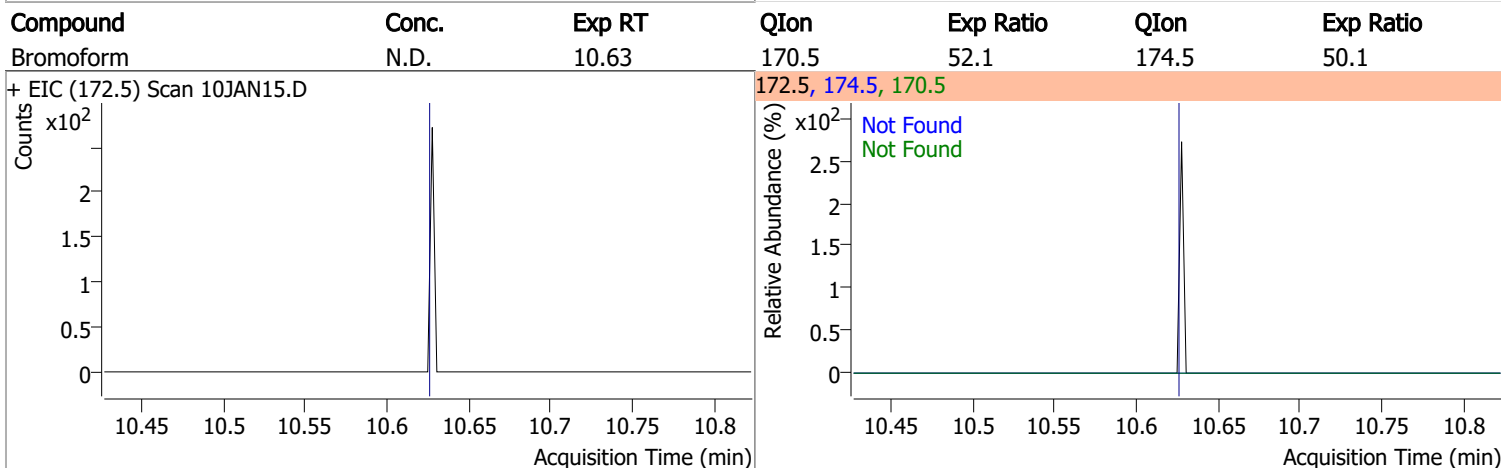 Compound Conc. Exp RT QIon Exp Ratio QIon Exp Ratio
Bromoform N.D. 10.63 170.5 52.1 174.5 50.1
+ EIC (172.5) Scan 10JAN15.D
Counts
x10²
2
1.5
1
0.5
0
10.45 10.5 10.55 10.6 10.65 10.7 10.75 10.8
Acquisition Time (min)
172.5, 174.5, 170.5
Relative Abundance (%)
x10²
Not Found
Not Found
2.5
2
1.5
1
0.5
0
10.45 10.5 10.55 10.6 10.65 10.7 10.75 10.8
Acquisition Time (min)